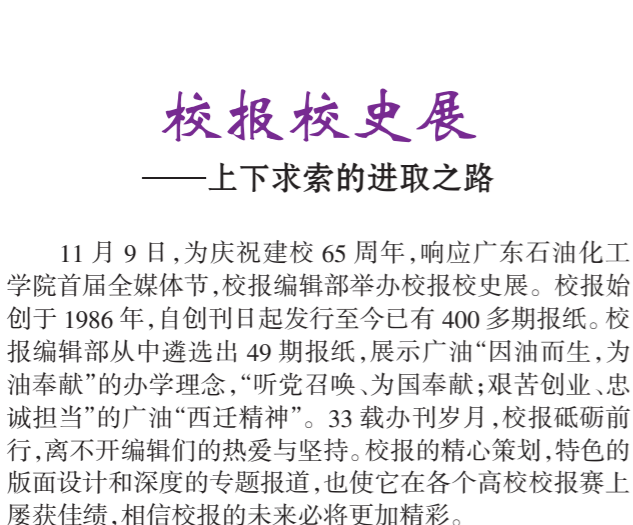 校报校史展
——上下求索的进取之路
11 月 9 日，为庆祝建校 65 周年，响应广东石油化工
学院首届全媒体节，校报编辑部举办校报校史展。校报始
创于 1986 年，自创刊日起发行至今已有 400 多期报纸。校
报编辑部从中遴选出 49 期报纸，展示广油“因油而生，为
油奉献”的办学理念，“听党召唤、为国奉献；艰苦创业、忠
诚担当”的广油“西迁精神”。33 载办刊岁月，校报砥砺前
行，离不开编辑们的热爱与坚持。校报的精心策划，特色的
版面设计和深度的专题报道，也使它在各个高校校报赛上
屡获佳绩，相信校报的未来必将更加精彩。